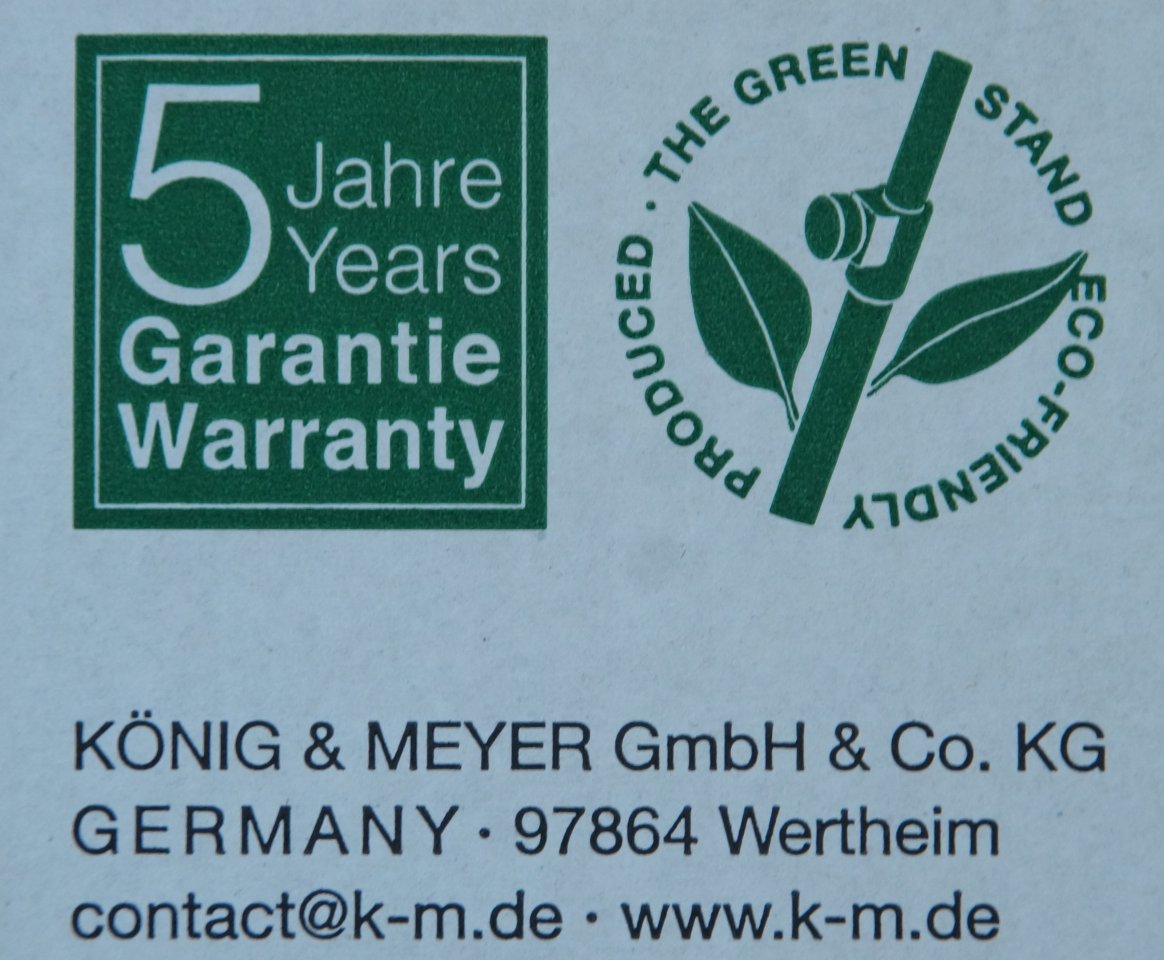 5 Jahre
Years
Garantie
Warranty
THE GREEN STAND ECO-FRIENDLY PRODUCED ·
KÖNIG & MEYER GmbH & Co. KG
GERMANY · 97864 Wertheim
contact@k-m.de · www.k-m.de